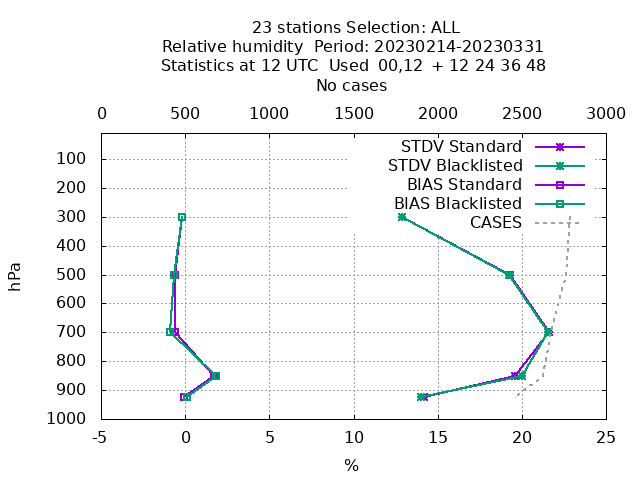 23 stations Selection: ALL
Relative humidity  Period: 20230214-20230331
Statistics at 12 UTC  Used  00,12  + 12 24 36 48
No cases
0 500 1000 1500 2000 2500 3000
STDV Standard
STDV Blacklisted
BIAS Standard
BIAS Blacklisted
CASES
100
200
300
400
500
600
700
800
900
1000
hPa
-5 0 5 10 15 20 25
%